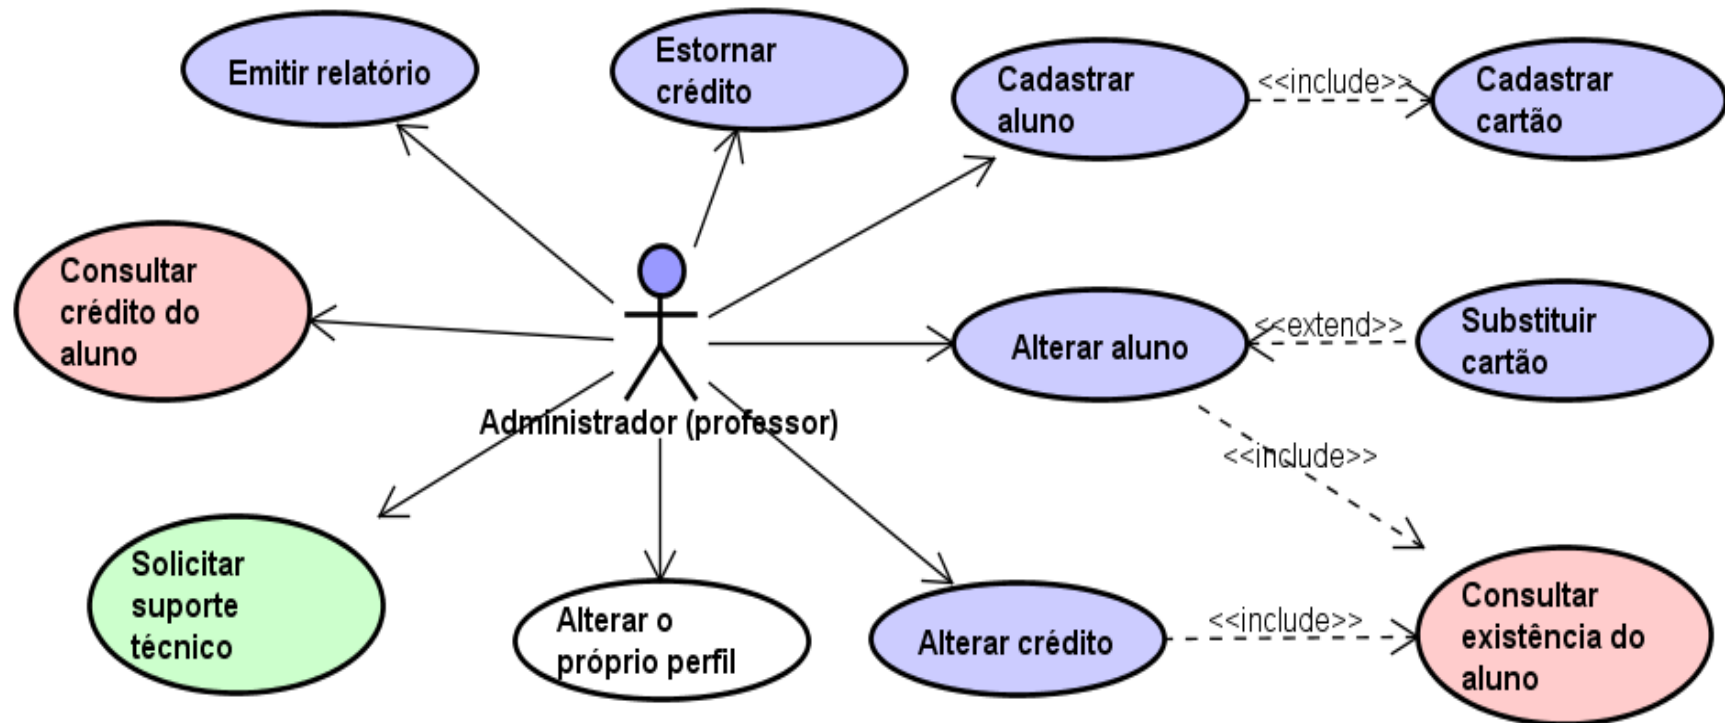 Emitir relatório
Estornar
crédito
Cadastrar
aluno
<<include>>
Cadastrar
cartão
Consultar
crédito do
aluno
Administrador (professor)
Alterar aluno
<<extend>>
Substituir
cartão
<<include>>
Solicitar
suporte
técnico
Alterar o
próprio perfil
Alterar crédito
<<include>>
Consultar
existência do
aluno